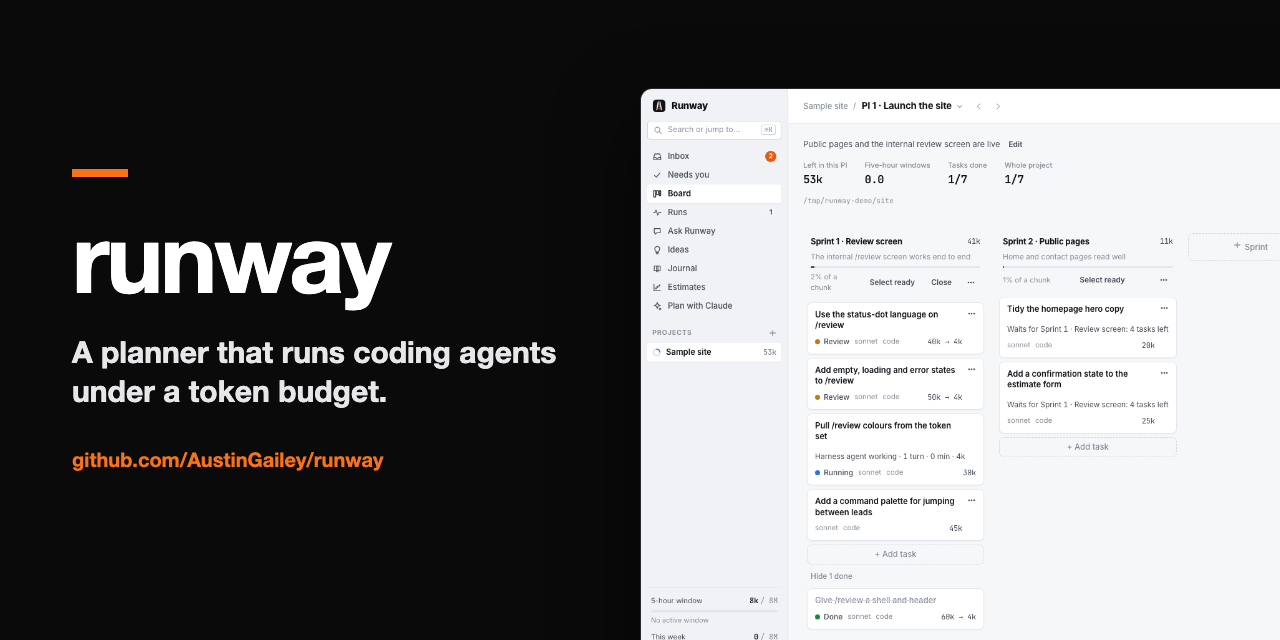 runway
A planner that runs coding agents
under a token budget.
github.com/AustinGailey/runway
Runway
Search or jump to...
⌘K
Inbox 2
Needs you
Board
Runs 1
Ask Runway
Ideas
Journal
Estimates
Plan with Claude
PROJECTS +
Sample site 53k
5-hour window 8k / 8M
No active window
This week 0 / 8M
Sample site / PI 1 · Launch the site
Public pages and the internal review screen are live Edit
Left in this PI Five-hour windows Tasks done Whole project
53k 0.0 1/7 1/7
/tmp/runway-demo/site
Sprint 1 · Review screen 41k
The internal /review screen works end to end
2% of a
chunk
Select ready Close ···
Use the status-dot language on
/review
···
Review sonnet code 40k → 4k
Add empty, loading and error states
to /review
···
Review sonnet code 50k → 4k
Pull /review colours from the token
set
Harness agent working · 1 turn · 0 min · 4k
Running sonnet code 30k
Add a command palette for jumping
between leads
···
sonnet code 45k
+ Add task
Hide 1 done
Give /review a shell and header
Done sonnet code 60k → 4k
Sprint 2 · Public pages 11k
Home and contact pages read well
1% of a chunk Select ready ···
Tidy the homepage hero copy ···
Waits for Sprint 1 · Review screen: 4 tasks left
sonnet code 20k
Add a confirmation state to the
estimate form
···
Waits for Sprint 1 · Review screen: 4 tasks left
sonnet code 25k
+ Add task
+ Sprint